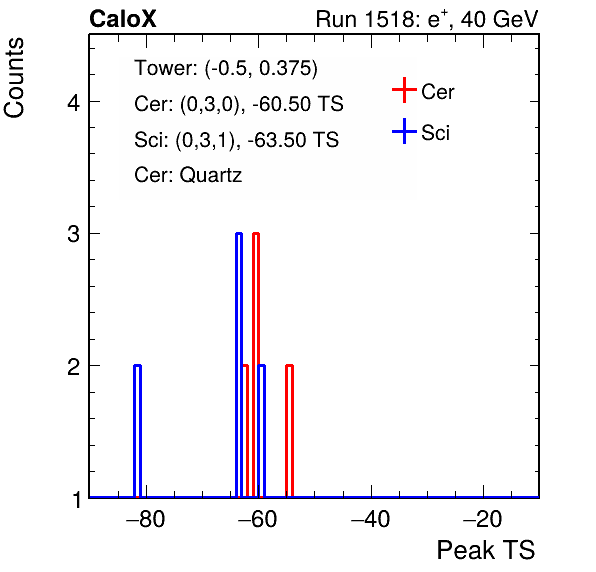 CaloX Run 1518: e⁺, 40 GeV
Counts
Tower: (-0.5, 0.375)
Cer: (0,3,0), -60.50 TS
Sci: (0,3,1), -63.50 TS
Cer: Quartz
Cer
Sci
4
3
2
1
−80 −60 −40 −20
Peak TS